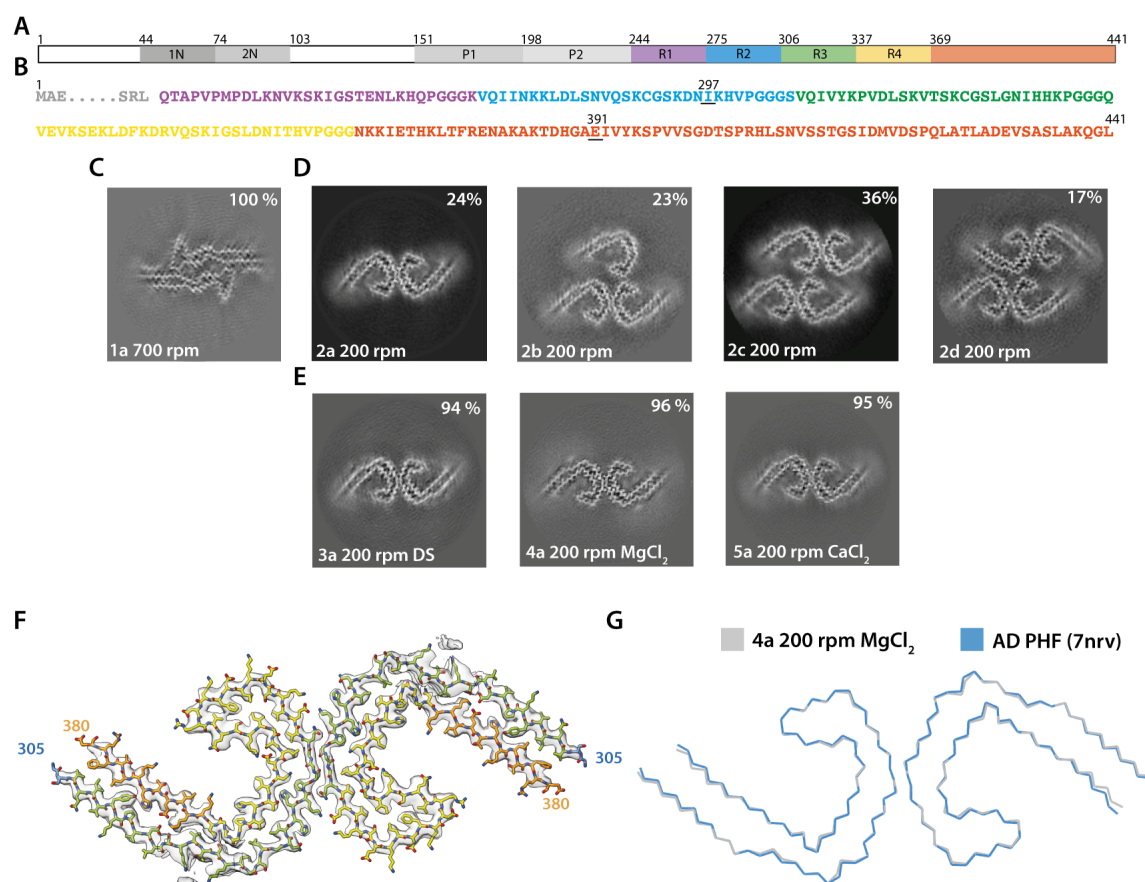 A
1 44 74 103 151 198 244 275 306 337 369 441
1N 2N P1 P2 R1 R2 R3 R4
B
1 297
MAE.....SRL QTAPVPMPDLKNVKSKIGSTENLKHQPGGGKVQIINKKLDLSNVQSKCGSKDNIKHVPGGGSVQIVYKPVDLSKVTSKCGSLGNIHHKPGGGQ
391 441
VEVKSEKLDFKDRVQSKIGSLDNITHVPGGGNKKIETHKLTFRENAKAKTDHGAEIVYKSPVVSGDTSPRHLSNVSSTGSIDMVDSPQLATLADEVSASLAKQGL
C D
100 % 24% 23% 36% 17%
1a 700 rpm 2a 200 rpm 2b 200 rpm 2c 200 rpm 2d 200 rpm
E
94 % 96 % 95 %
3a 200 rpm DS 4a 200 rpm MgCl₂ 5a 200 rpm CaCl₂
F G
4a 200 rpm MgCl₂ AD PHF (7nrv)
380
305 305
380